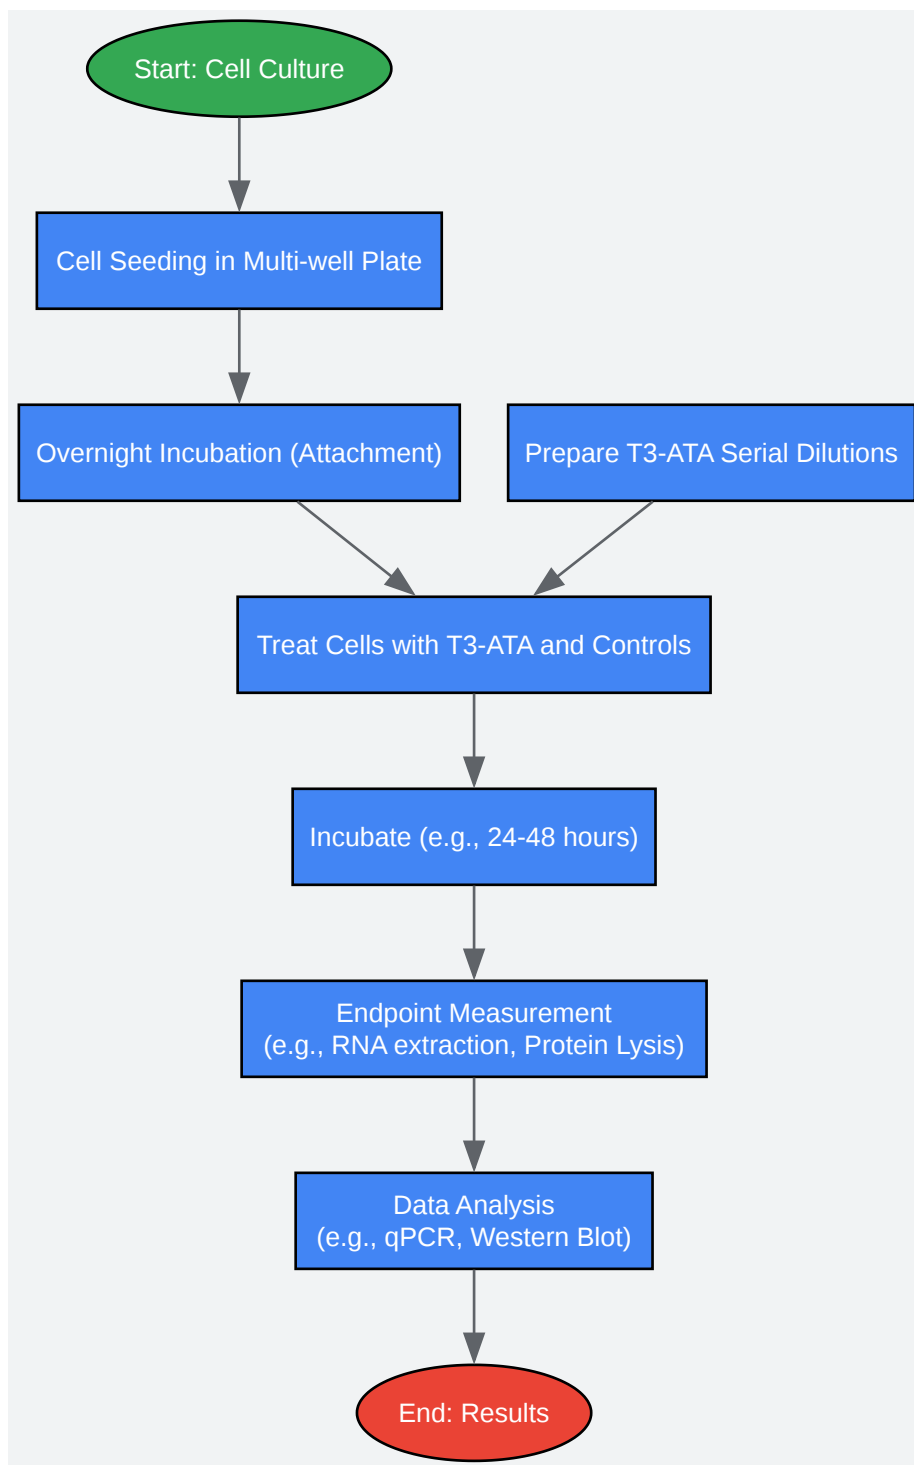 Start: Cell Culture
Cell Seeding in Multi-well Plate
Overnight Incubation (Attachment)
Prepare T3-ATA Serial Dilutions
Treat Cells with T3-ATA and Controls
Incubate (e.g., 24-48 hours)
Endpoint Measurement
(e.g., RNA extraction, Protein Lysis)
Data Analysis
(e.g., qPCR, Western Blot)
End: Results